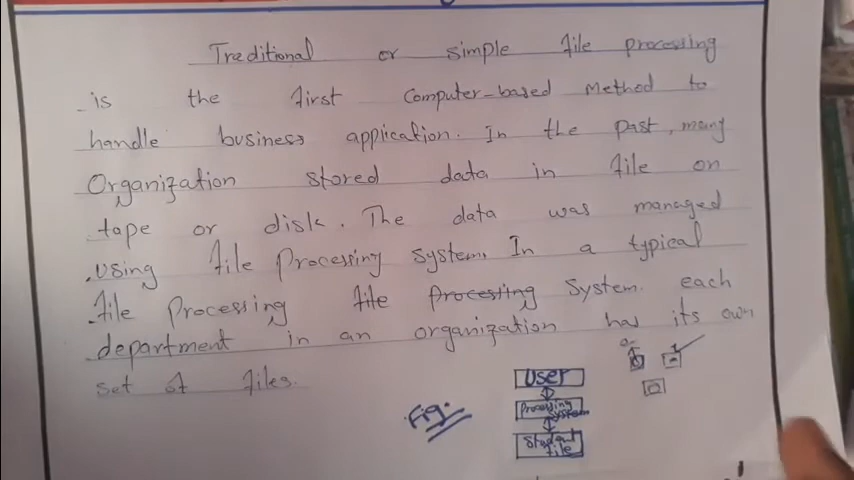 Traditional or simple file processing
is the first computer-based method to
handle business application. In the past, many
Organization stored data in file on
tape or disk. The data was managed
using file processing system. In a typical
file processing file processing system. each
department in an organization has its own
set of files.
Fig.
User
Processing
System
Student
file